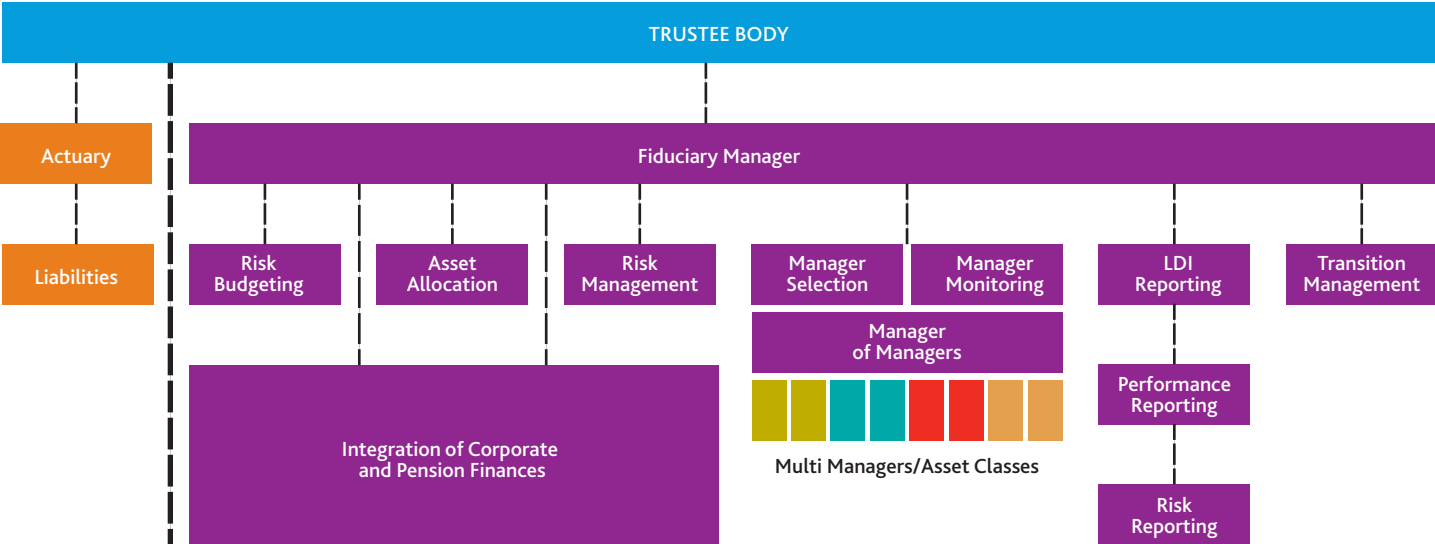 TRUSTEE BODY
Actuary
Fiduciary Manager
Liabilities
Risk
Budgeting
Asset
Allocation
Risk
Management
Manager
Selection
Manager
Monitoring
LDI
Reporting
Transition
Management
Manager
of Managers
Performance
Reporting
Integration of Corporate
and Pension Finances
Multi Managers/Asset Classes
Risk
Reporting